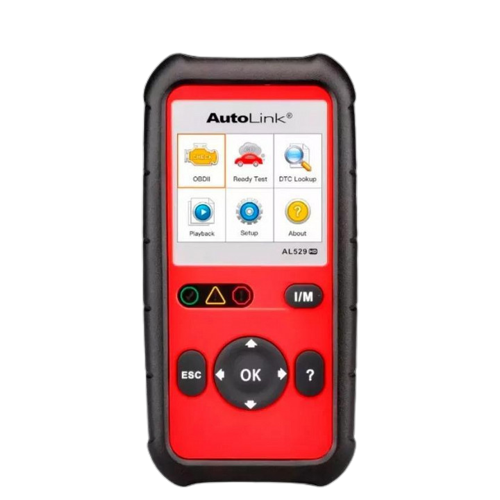 AutoLink®
OBDII
Ready Test
DTC Lookup
Playback
Setup
?
About
AL529 HD
I/M
ESC
OK
?